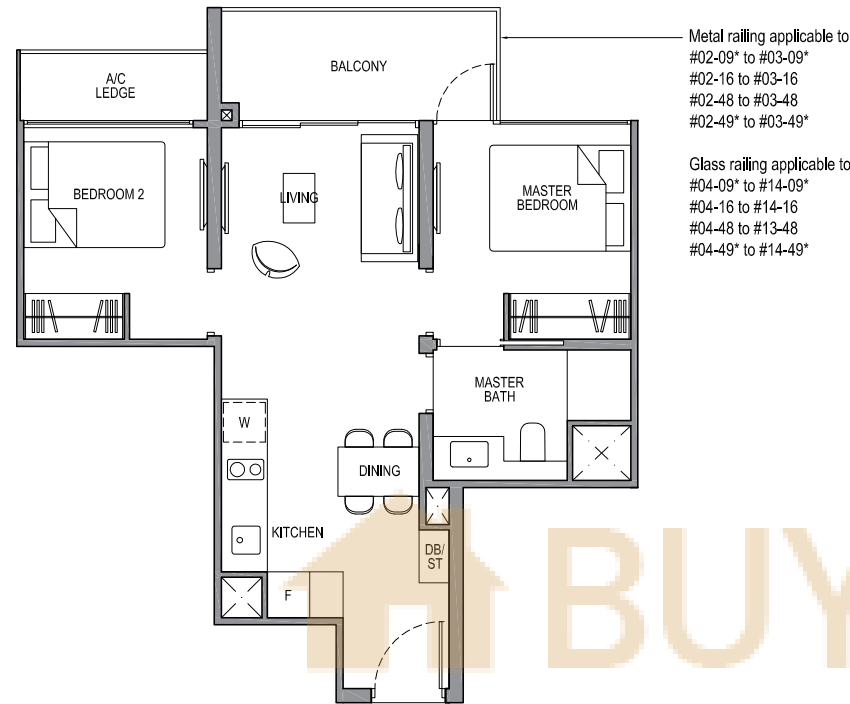 Metal railing applicable to
#02-09* to #03-09*
#02-16 to #03-16
#02-48 to #03-48
#02-49* to #03-49*
Glass railing applicable to
#04-09* to #14-09*
#04-16 to #14-16
#04-48 to #13-48
#04-49* to #14-49*
BALCONY
A/C
LEDGE
BEDROOM 2
LIVING
MASTER
BEDROOM
MASTER
BATH
W
DINING
KITCHEN
DB/
ST
F
BUY